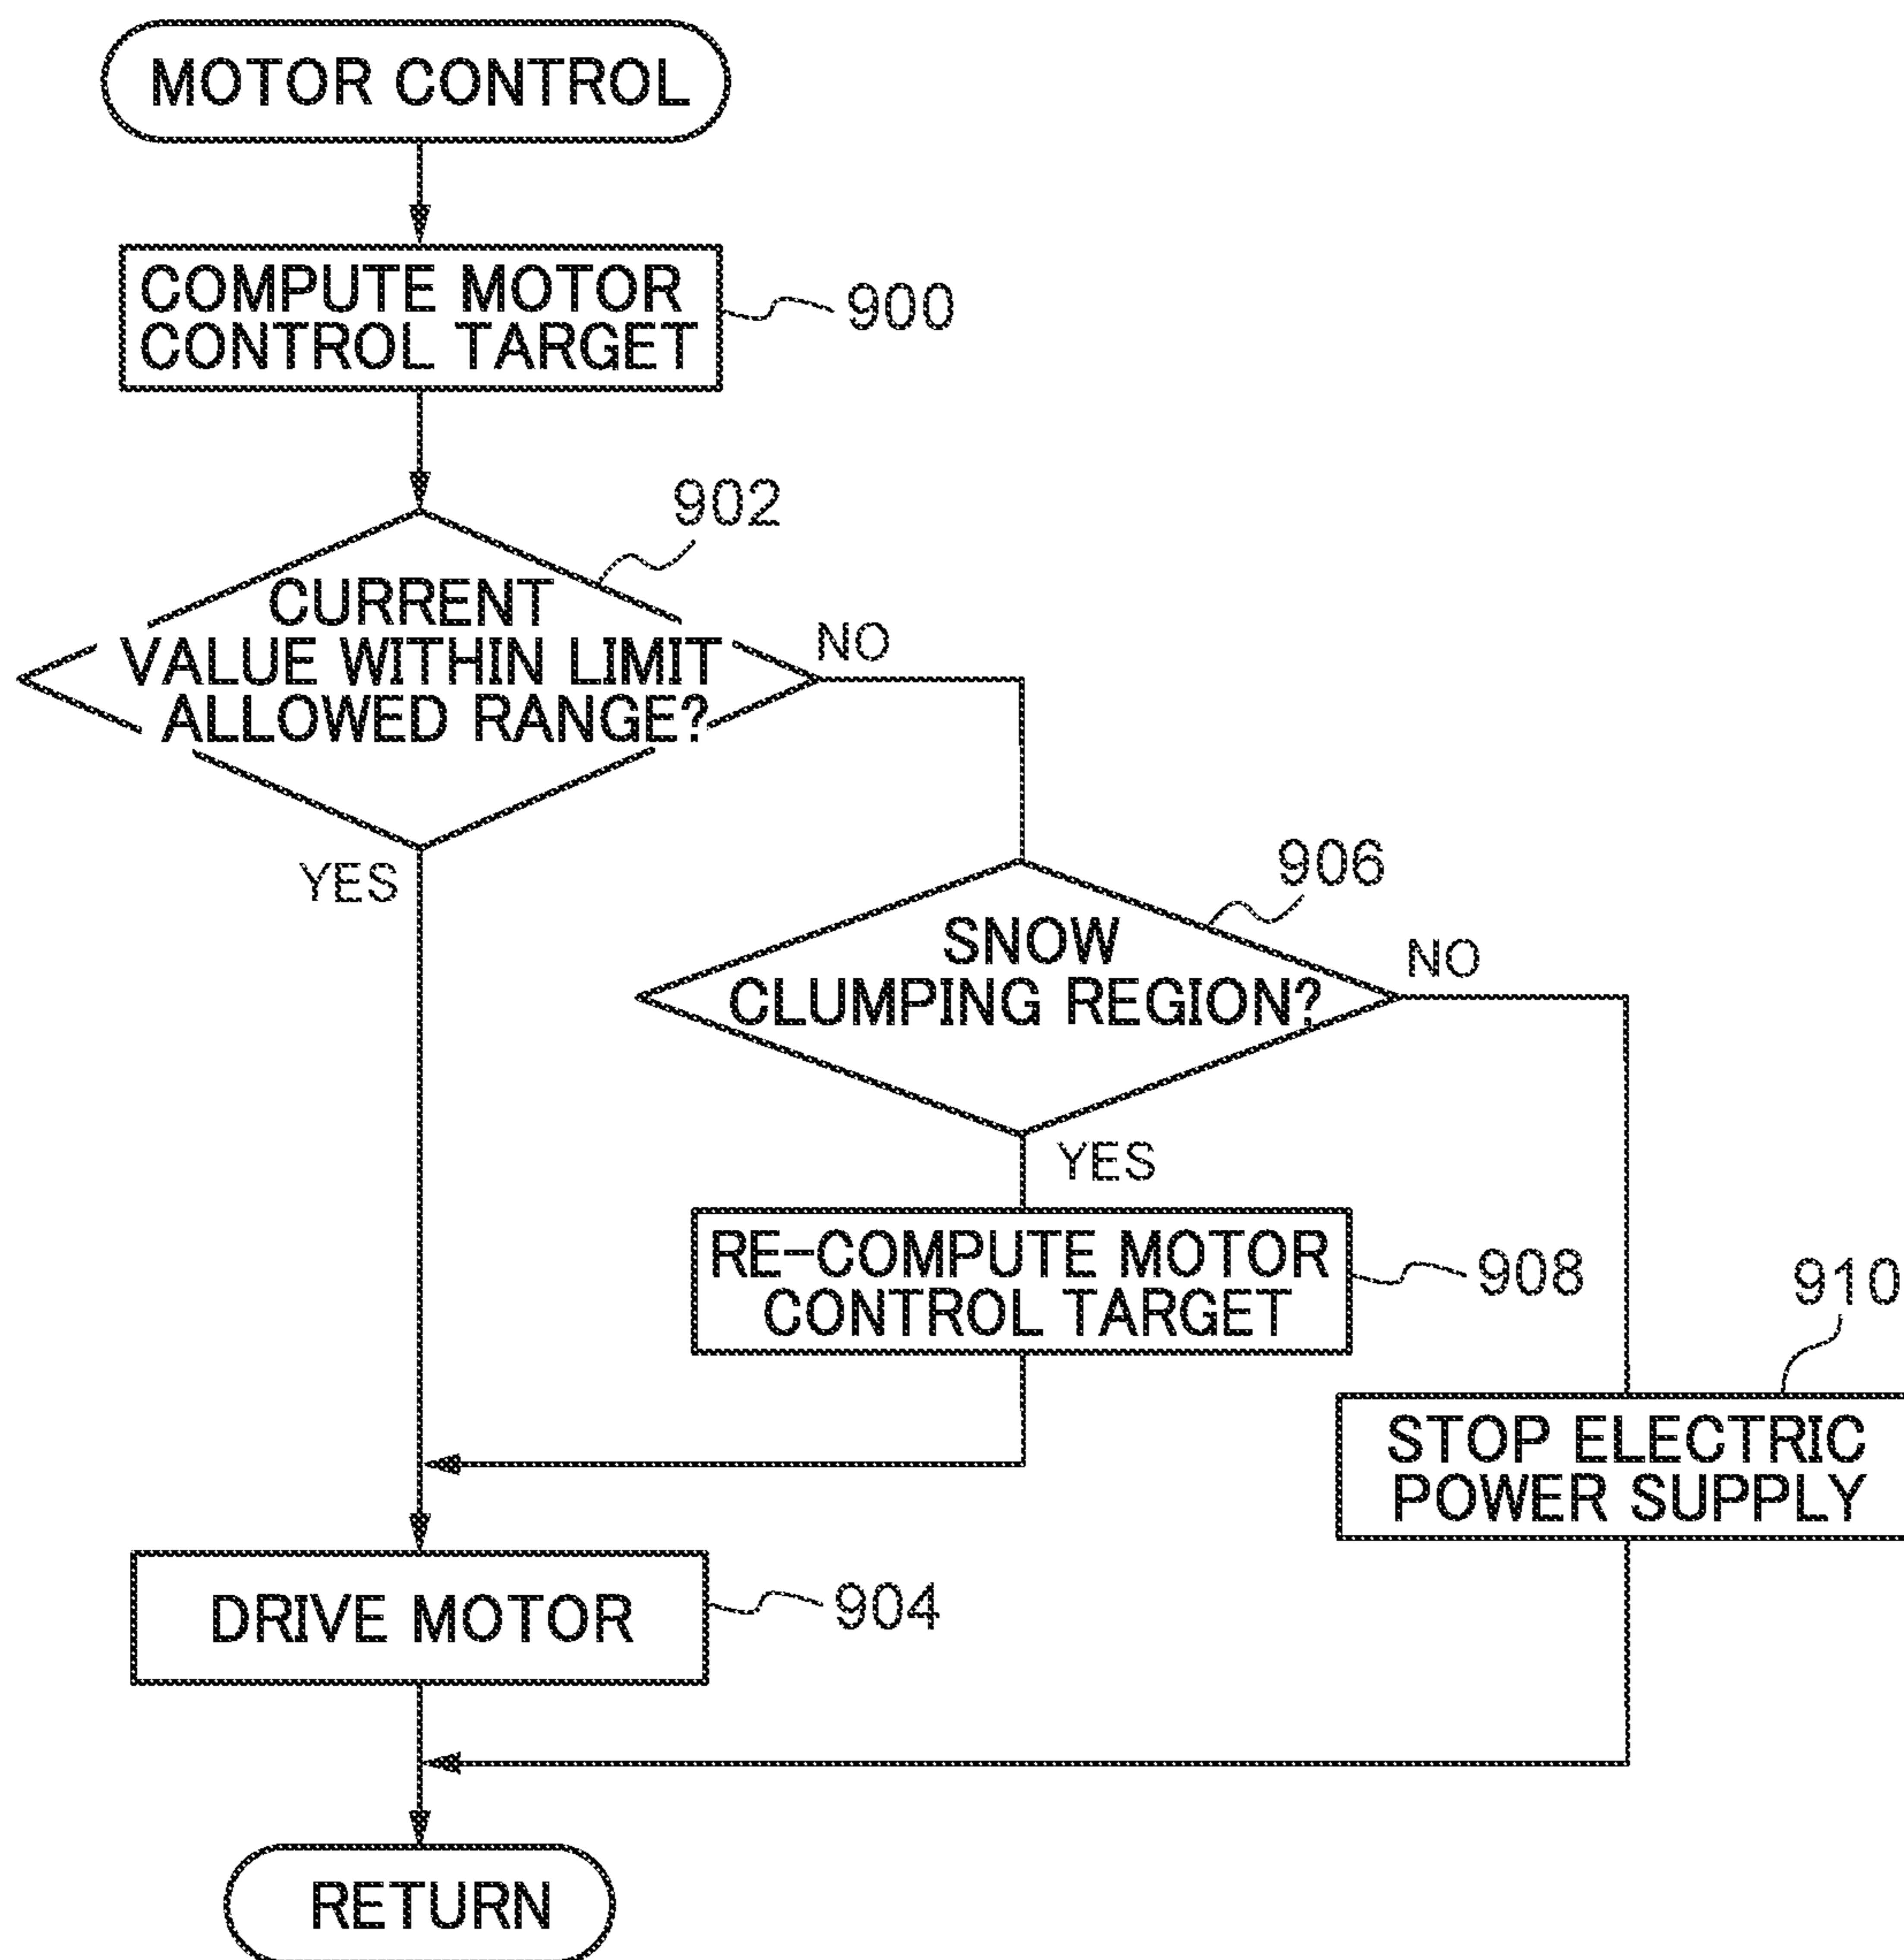 MOTOR CONTROL
COMPUTE MOTOR
CONTROL TARGET
900
902
CURRENT
VALUE WITHIN LIMIT
ALLOWED RANGE?
NO
YES
906
SNOW
CLUMPING REGION?
NO
YES
RE-COMPUTE MOTOR
CONTROL TARGET
908
910
STOP ELECTRIC
POWER SUPPLY
DRIVE MOTOR
904
RETURN